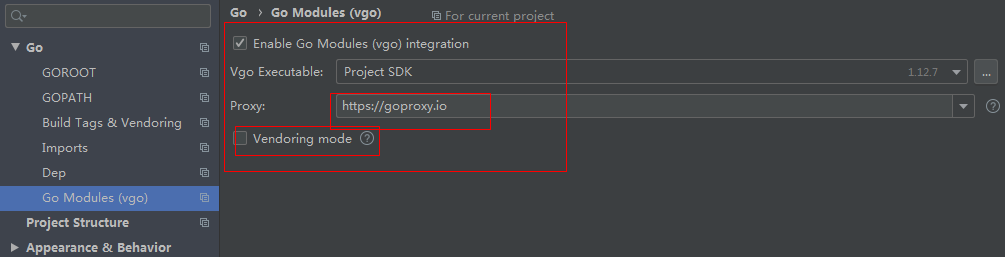 Go
GOROOT
GOPATH
Build Tags & Vendoring
Imports
Dep
Go Modules (vgo)
Project Structure
Appearance & Behavior
Go › Go Modules (vgo) For current project
Enable Go Modules (vgo) integration
Vgo Executable: Project SDK 1.12.7 ...
Proxy: https://goproxy.io ?
Vendoring mode ?